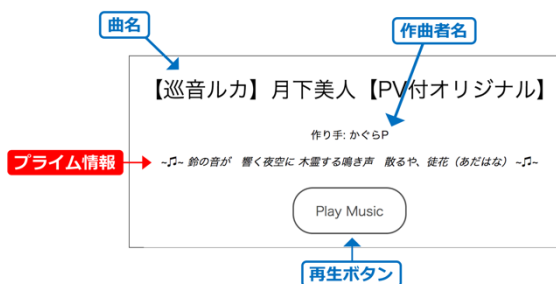 曲名
作曲者名
【巡音ルカ】月下美人【PV付オリジナル】
作り手: かぐらP
プライム情報
~♫~ 鈴の音が　響く夜空に 木霊する鳴き声　散るや、徒花（あだはな） ~♫~
Play Music
再生ボタン